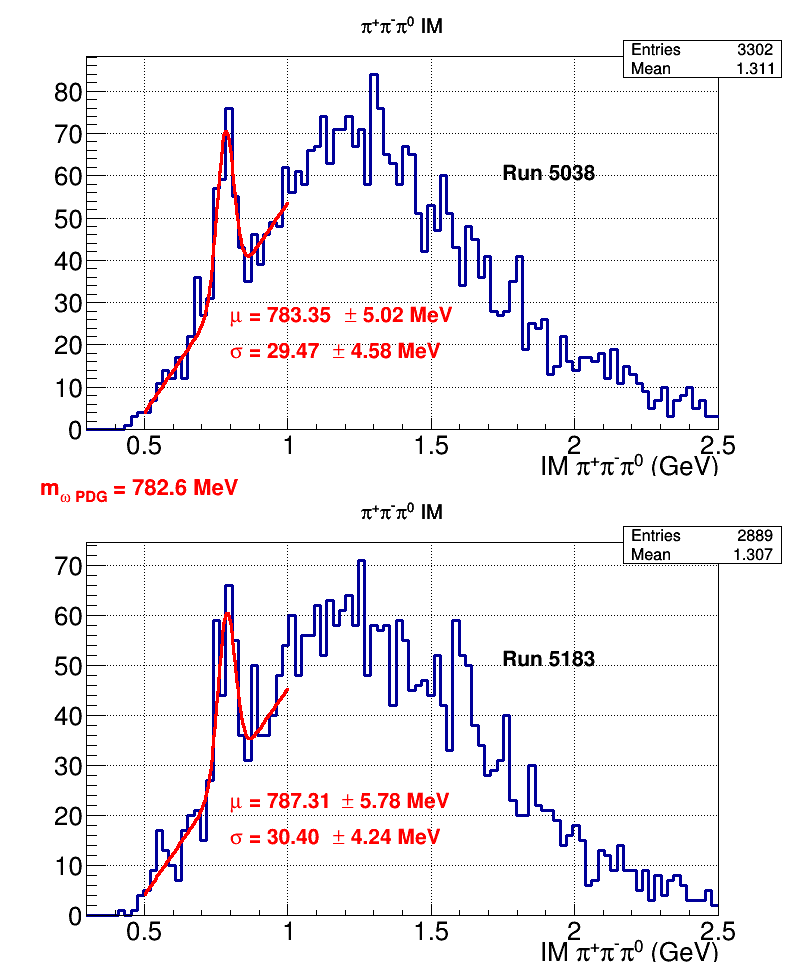 π⁺π⁻π⁰ IM
Entries 3302
Mean 1.311
80
70
60
50
40
30
20
10
0
Run 5038
μ = 783.35 ± 5.02 MeV
σ = 29.47 ± 4.58 MeV
0.5 1 1.5 2 2.5
IM π⁺π⁻π⁰ (GeV)
m_ω PDG = 782.6 MeV
π⁺π⁻π⁰ IM
Entries 2889
Mean 1.307
70
60
50
40
30
20
10
0
Run 5183
μ = 787.31 ± 5.78 MeV
σ = 30.40 ± 4.24 MeV
0.5 1 1.5 2 2.5
IM π⁺π⁻π⁰ (GeV)